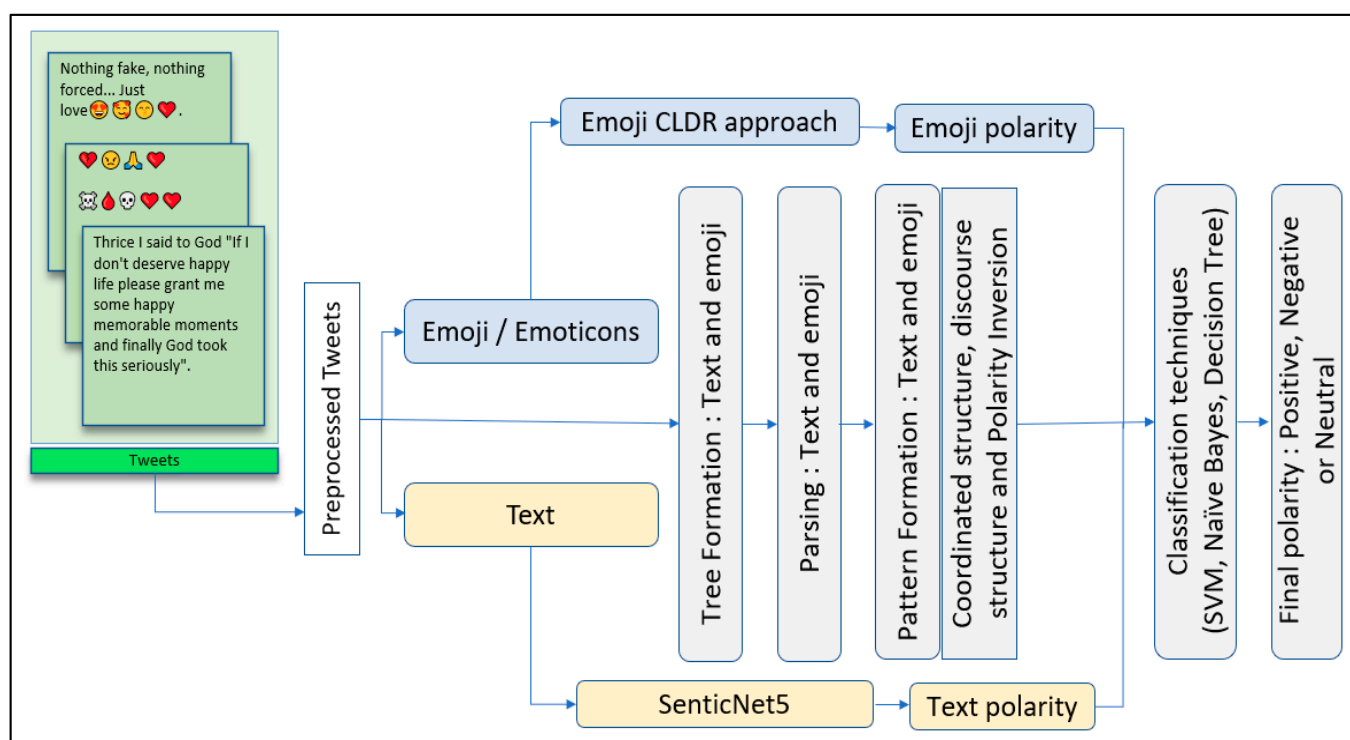 Nothing fake, nothing
forced... Just
love😍🥰😙❤️.
💔😠🙏❤️
☠️🩸💀❤️❤️
Thrice I said to God "If I
don't deserve happy
life please grant me
some happy
memorable moments
and finally God took
this seriously".
Tweets
Preprocessed Tweets
Emoji / Emoticons
Text
Emoji CLDR approach
Emoji polarity
Tree Formation : Text and emoji
Parsing : Text and emoji
Pattern Formation : Text and emoji
Coordinated structure, discourse
structure and Polarity Inversion
SenticNet5
Text polarity
Classification techniques
(SVM, Naïve Bayes, Decision Tree)
Final polarity : Positive, Negative
or Neutral